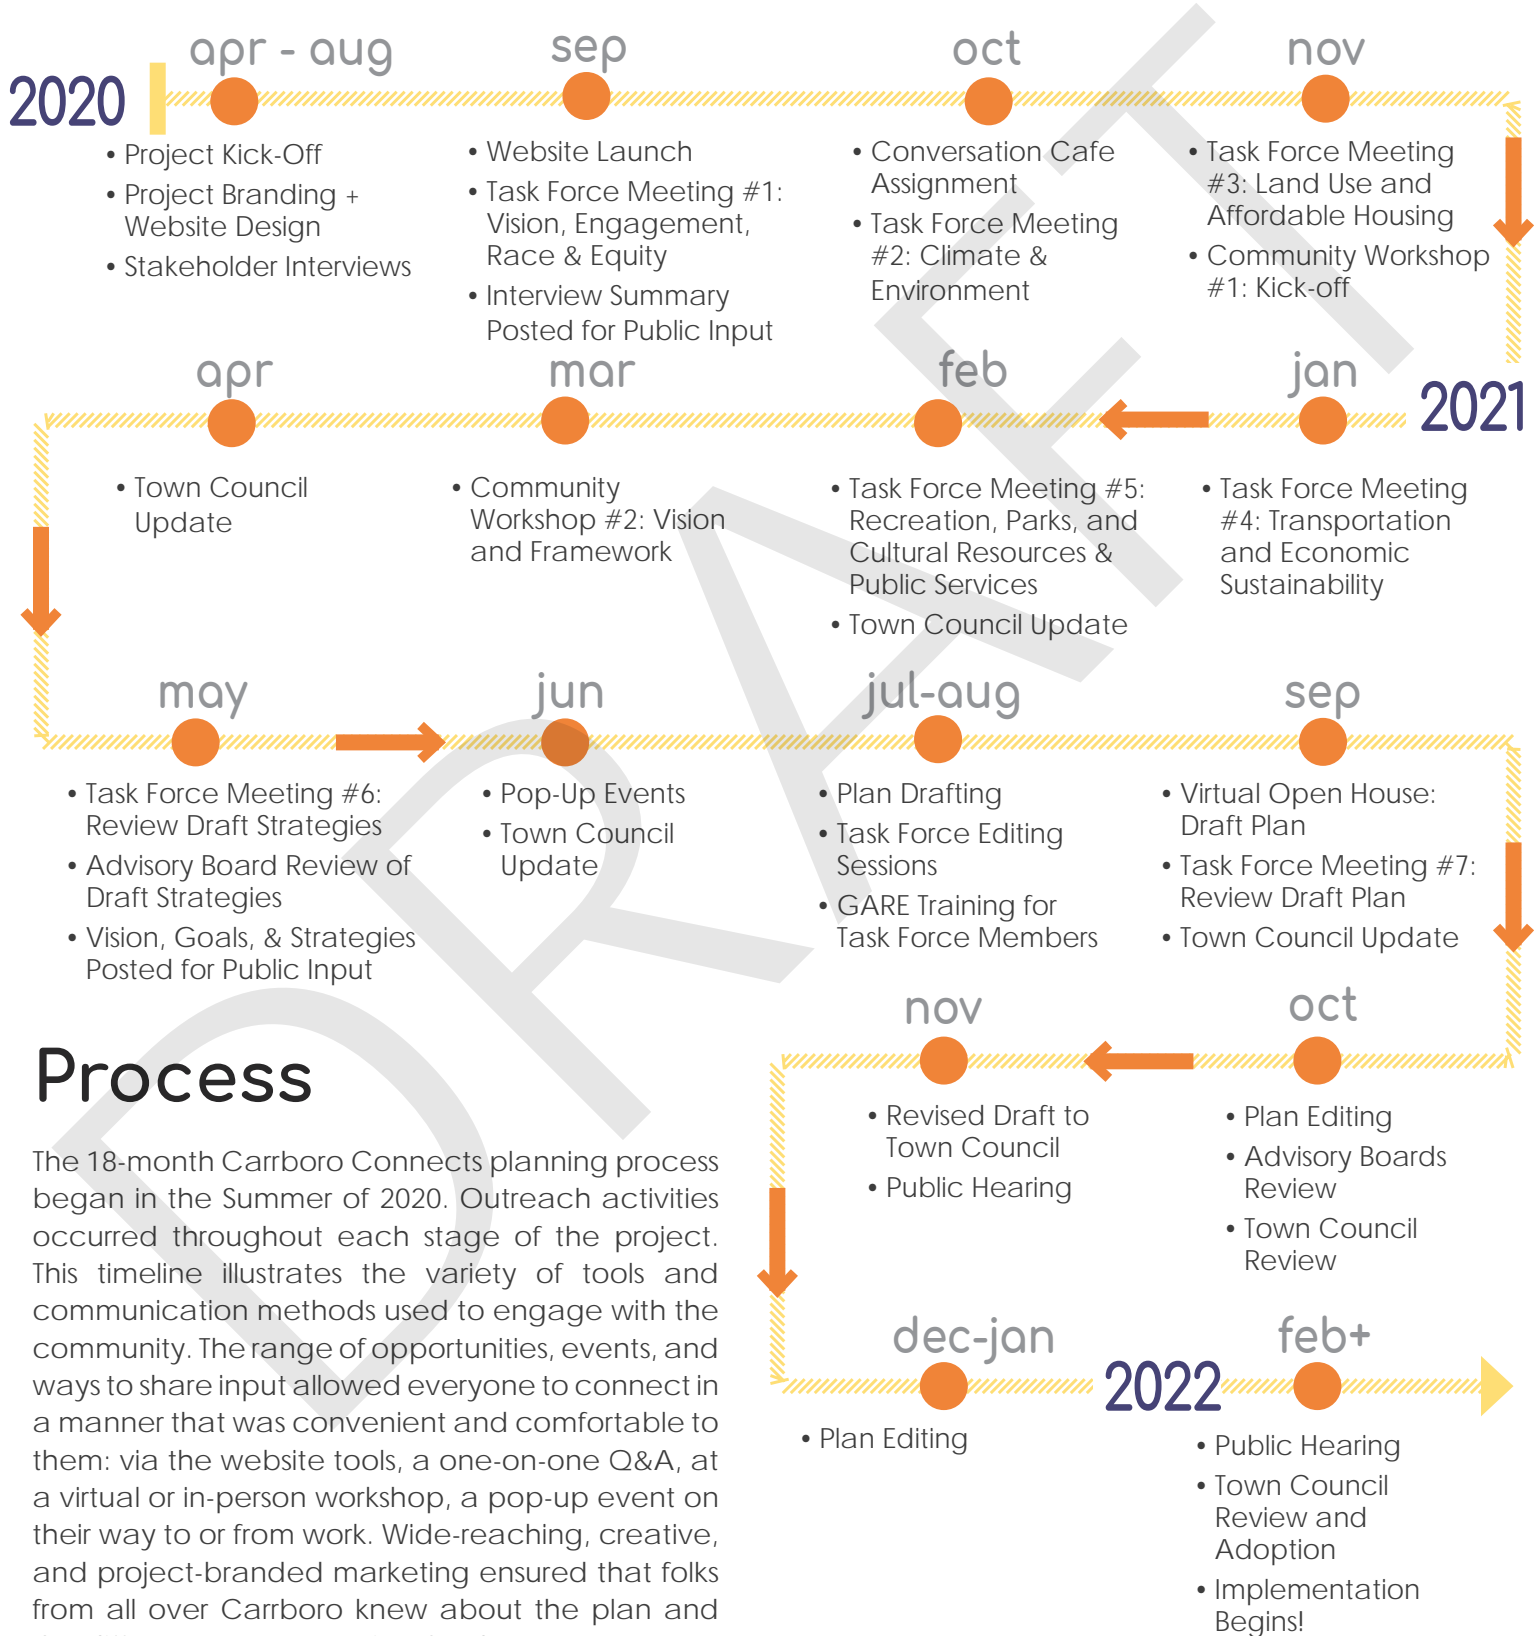 2020
apr - aug
• Project Kick-Off
• Project Branding +
Website Design
• Stakeholder Interviews
sep
• Website Launch
• Task Force Meeting #1:
Vision, Engagement,
Race & Equity
• Interview Summary
Posted for Public Input
oct
• Conversation Cafe
Assignment
• Task Force Meeting
#2: Climate &
Environment
nov
• Task Force Meeting
#3: Land Use and
Affordable Housing
• Community Workshop
#1: Kick-off
2021
jan
• Task Force Meeting
#4: Transportation
and Economic
Sustainability
feb
• Task Force Meeting #5:
Recreation, Parks, and
Cultural Resources &
Public Services
• Town Council Update
mar
• Community
Workshop #2: Vision
and Framework
apr
• Town Council
Update
may
• Task Force Meeting #6:
Review Draft Strategies
• Advisory Board Review of
Draft Strategies
• Vision, Goals, & Strategies
Posted for Public Input
jun
• Pop-Up Events
• Town Council
Update
jul-aug
• Plan Drafting
• Task Force Editing
Sessions
• GARE Training for
Task Force Members
sep
• Virtual Open House:
Draft Plan
• Task Force Meeting #7:
Review Draft Plan
• Town Council Update
oct
• Plan Editing
• Advisory Boards
Review
• Town Council
Review
nov
• Revised Draft to
Town Council
• Public Hearing
dec-jan
• Plan Editing
2022
feb+
• Public Hearing
• Town Council
Review and
Adoption
• Implementation
Begins!
Process
The 18-month Carrboro Connects planning process
began in the Summer of 2020. Outreach activities
occurred throughout each stage of the project.
This timeline illustrates the variety of tools and
communication methods used to engage with the
community. The range of opportunities, events, and
ways to share input allowed everyone to connect in
a manner that was convenient and comfortable to
them: via the website tools, a one-on-one Q&A, at
a virtual or in-person workshop, a pop-up event on
their way to or from work. Wide-reaching, creative,
and project-branded marketing ensured that folks
from all over Carrboro knew about the plan and
DRAFT